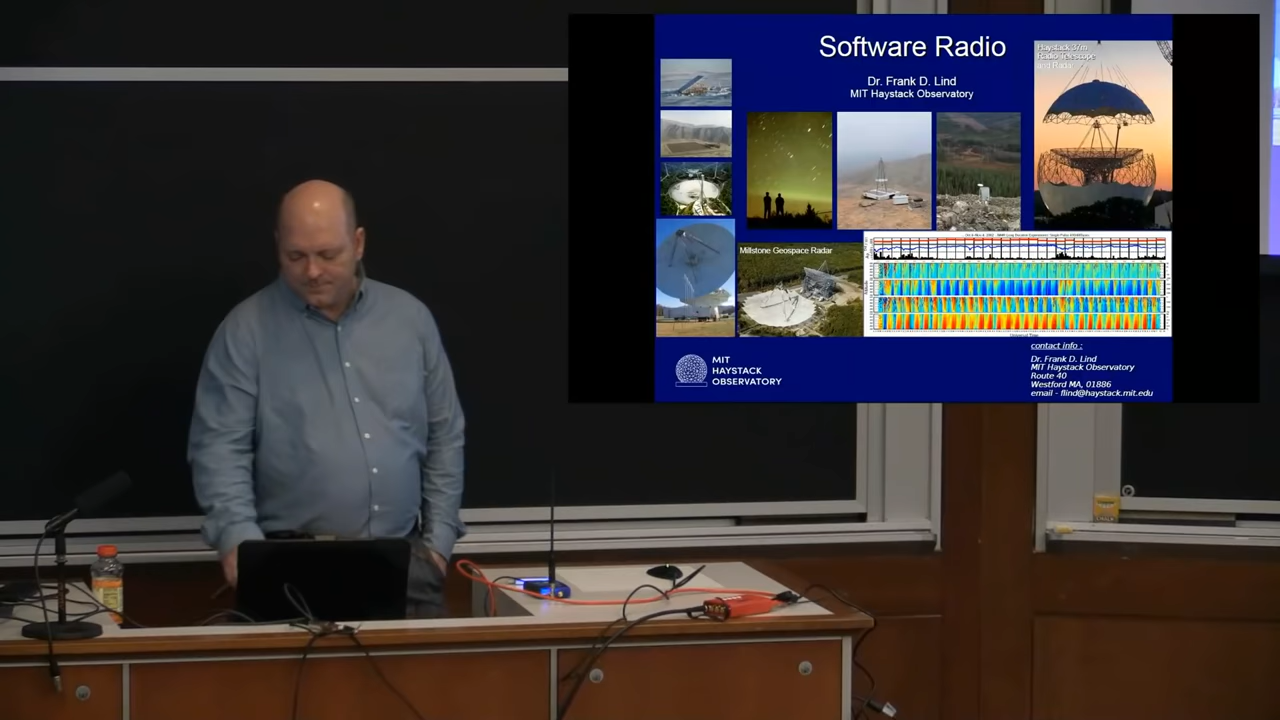 Software Radio
Dr. Frank D. Lind
MIT Haystack Observatory
Haystack 37m
Radio Telescope
and Radar
Millstone Geospace Radar
MIT
HAYSTACK
OBSERVATORY
contact info :
Dr. Frank D. Lind
MIT Haystack Observatory
Route 40
Westford MA, 01886
email - flind@haystack.mit.edu